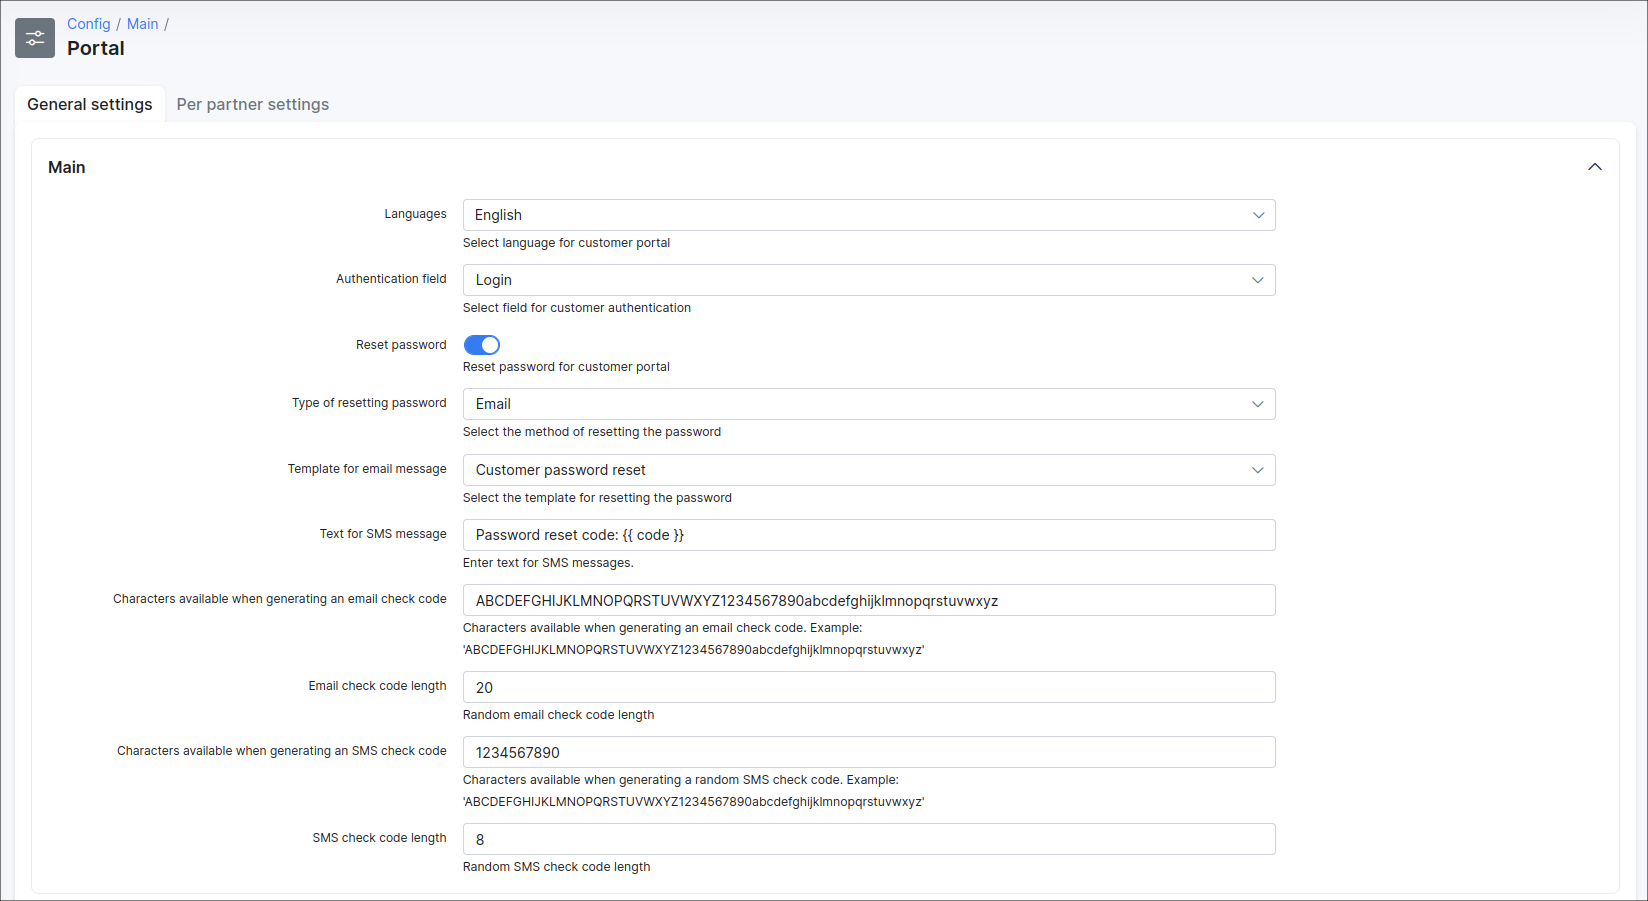 Config / Main /
Portal
General settings
Per partner settings
Main
Languages
English
Select language for customer portal
Authentication field
Login
Select field for customer authentication
Reset password
Reset password for customer portal
Type of resetting password
Email
Select the method of resetting the password
Template for email message
Customer password reset
Select the template for resetting the password
Text for SMS message
Password reset code: {{ code }}
Enter text for SMS messages.
Characters available when generating an email check code
ABCDEFGHIJKLMNOPQRSTUVWXYZ1234567890abcdefghijklmnopqrstuvwxyz
Characters available when generating an email check code. Example:
'ABCDEFGHIJKLMNOPQRSTUVWXYZ1234567890abcdefghijklmnopqrstuvwxyz'
Email check code length
20
Random email check code length
Characters available when generating an SMS check code
1234567890
Characters available when generating a random SMS check code. Example:
'ABCDEFGHIJKLMNOPQRSTUVWXYZ1234567890abcdefghijklmnopqrstuvwxyz'
SMS check code length
8
Random SMS check code length